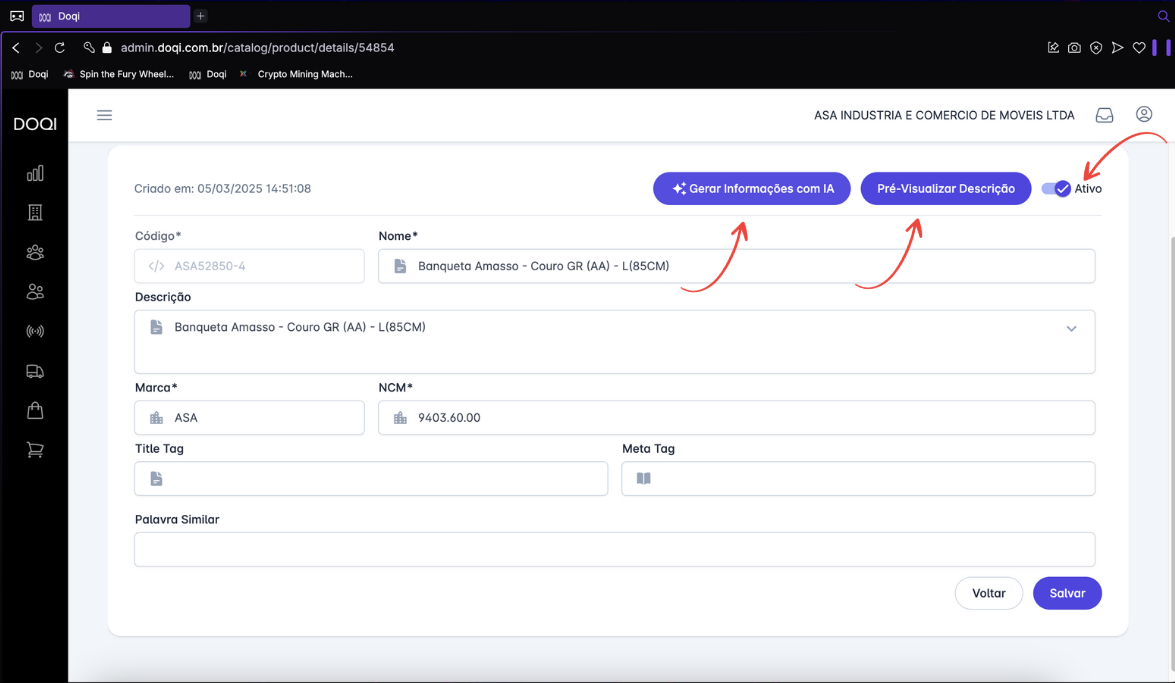 Doqi
admin.doqi.com.br/catalog/product/details/54854
Doqi
Spin the Fury Wheel...
Doqi
Crypto Mining Mach...
DOQI
ASA INDUSTRIA E COMERCIO DE MOVEIS LTDA
Criado em: 05/03/2025 14:51:08
Gerar Informações com IA
Pré-Visualizar Descrição
Ativo
Código*
Nome*
ASA52850-4
Banqueta Amasso - Couro GR (AA) - L(85CM)
Descrição
Banqueta Amasso - Couro GR (AA) - L(85CM)
Marca*
NCM*
ASA
9403.60.00
Title Tag
Meta Tag
Palavra Similar
Voltar
Salvar